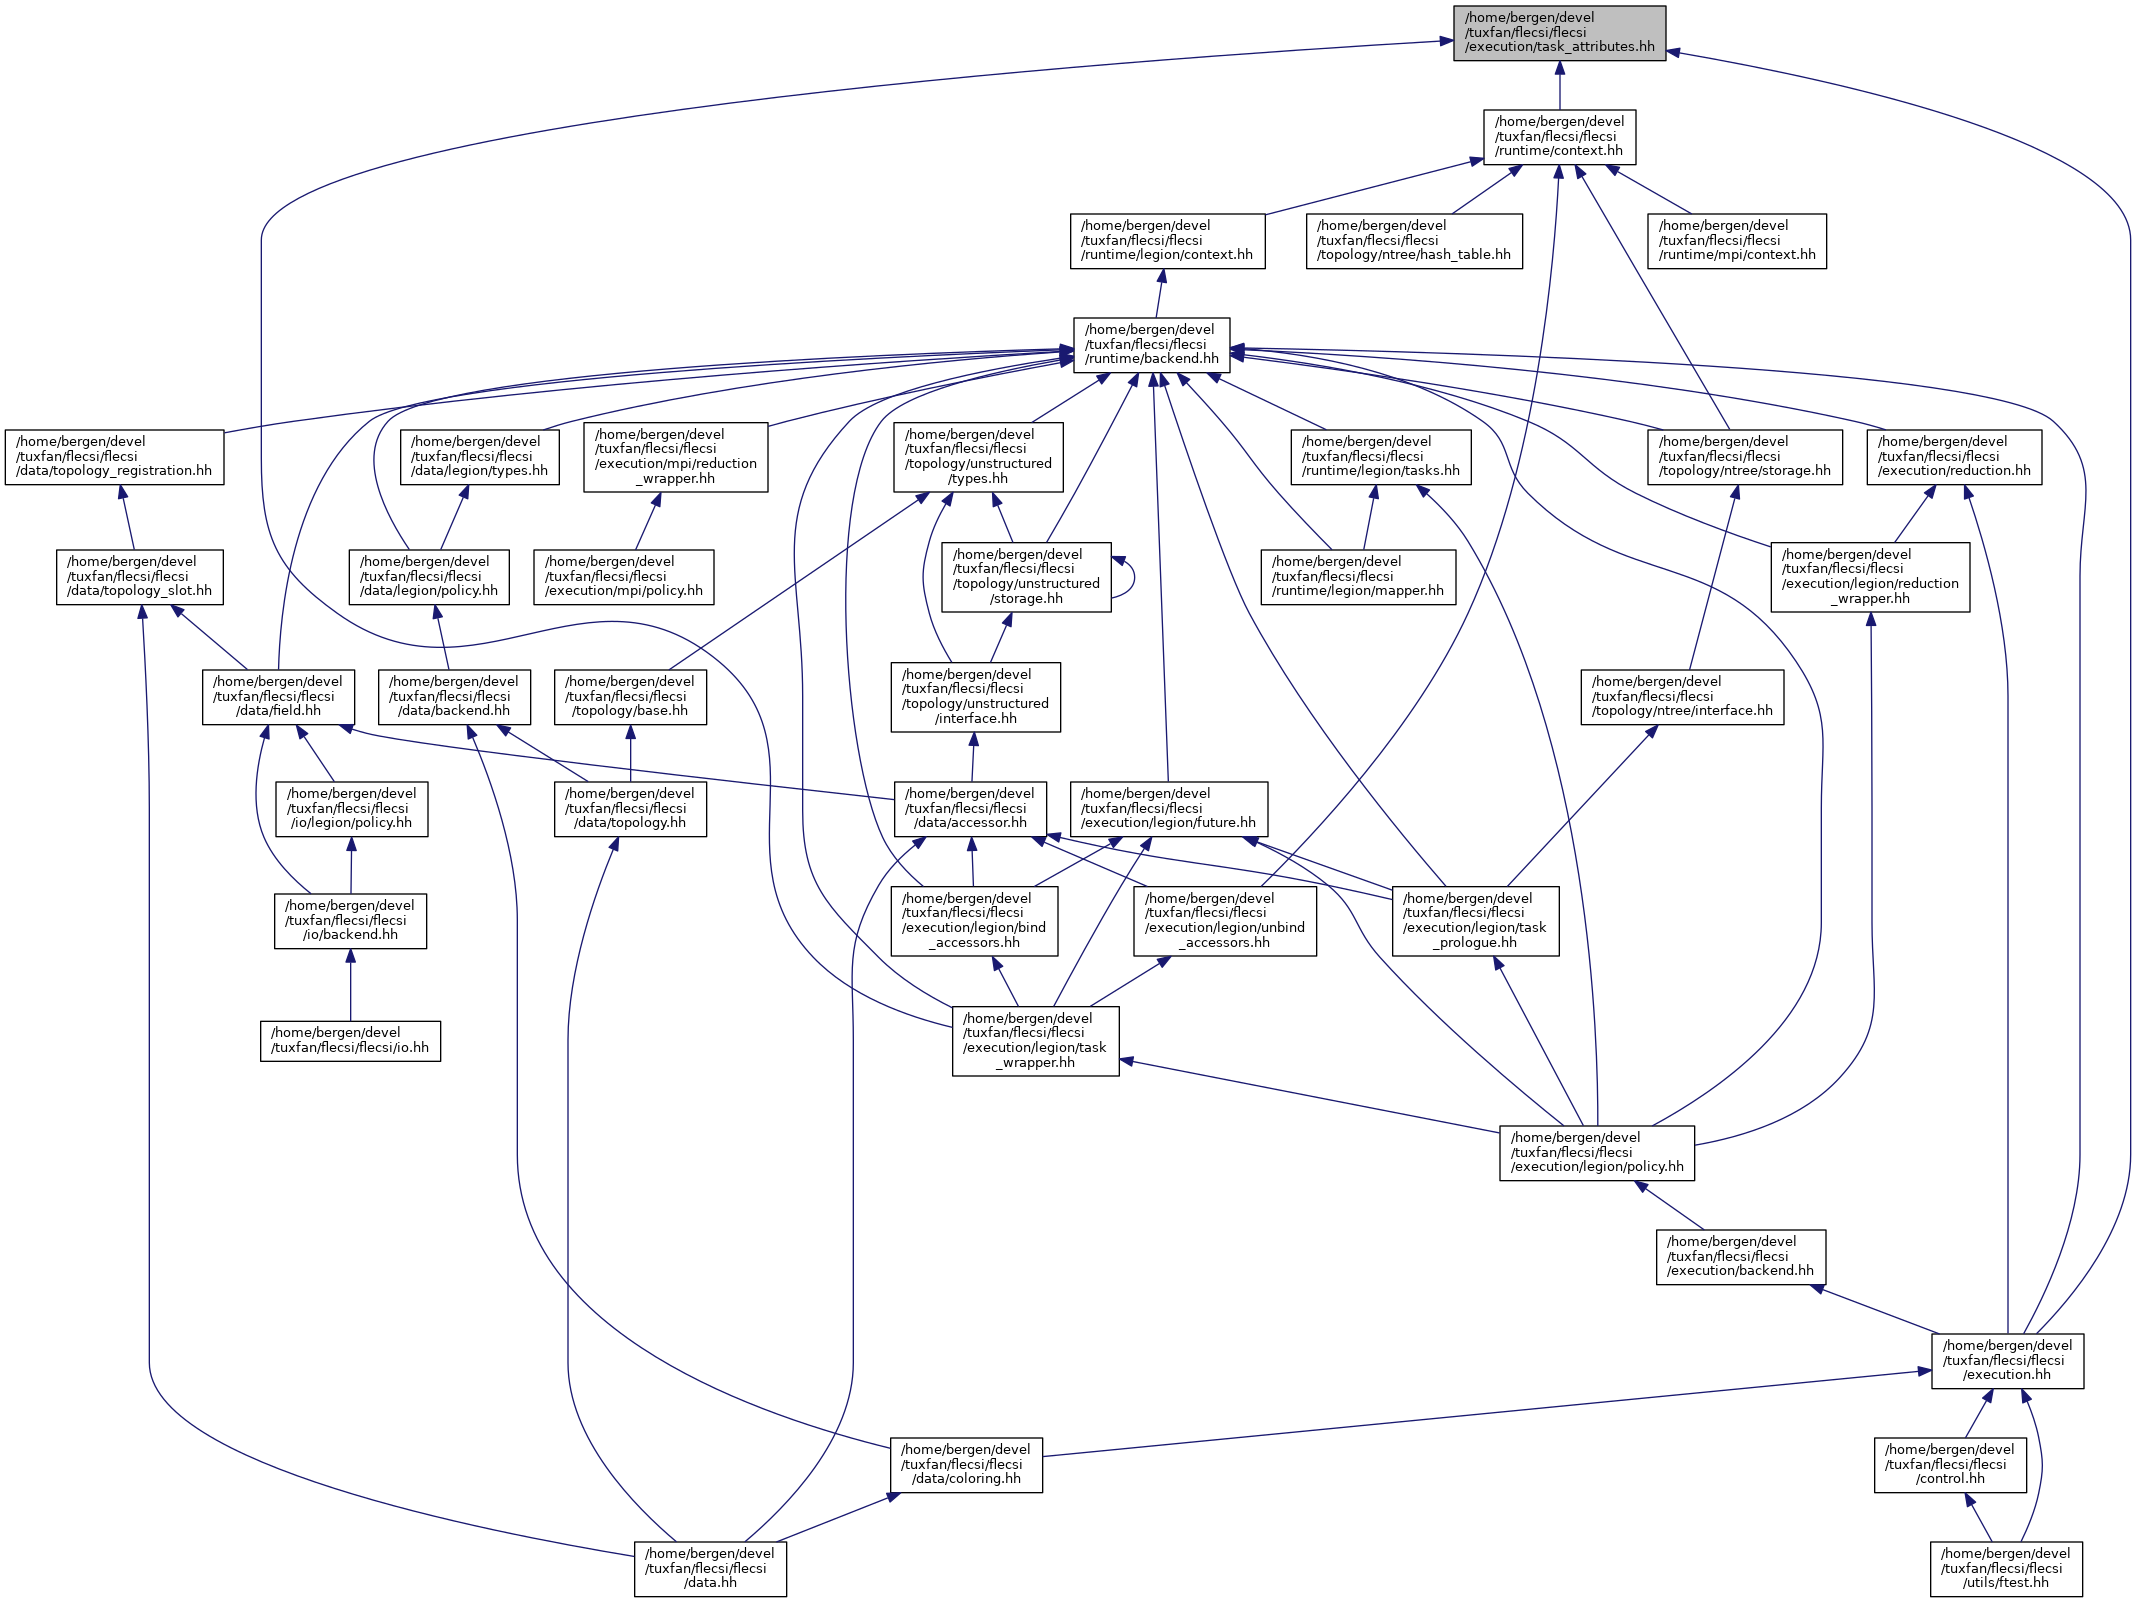 /home/bergen/devel
/tuxfan/flecsi/flecsi
/execution/task_attributes.hh
/home/bergen/devel
/tuxfan/flecsi/flecsi
/runtime/context.hh
/home/bergen/devel
/tuxfan/flecsi/flecsi
/runtime/legion/context.hh
/home/bergen/devel
/tuxfan/flecsi/flecsi
/topology/ntree/hash_table.hh
/home/bergen/devel
/tuxfan/flecsi/flecsi
/runtime/mpi/context.hh
/home/bergen/devel
/tuxfan/flecsi/flecsi
/runtime/backend.hh
/home/bergen/devel
/tuxfan/flecsi/flecsi
/data/topology_registration.hh
/home/bergen/devel
/tuxfan/flecsi/flecsi
/data/legion/types.hh
/home/bergen/devel
/tuxfan/flecsi/flecsi
/execution/mpi/reduction
_wrapper.hh
/home/bergen/devel
/tuxfan/flecsi/flecsi
/topology/unstructured
/types.hh
/home/bergen/devel
/tuxfan/flecsi/flecsi
/runtime/legion/tasks.hh
/home/bergen/devel
/tuxfan/flecsi/flecsi
/topology/ntree/storage.hh
/home/bergen/devel
/tuxfan/flecsi/flecsi
/execution/reduction.hh
/home/bergen/devel
/tuxfan/flecsi/flecsi
/data/topology_slot.hh
/home/bergen/devel
/tuxfan/flecsi/flecsi
/data/legion/policy.hh
/home/bergen/devel
/tuxfan/flecsi/flecsi
/execution/mpi/policy.hh
/home/bergen/devel
/tuxfan/flecsi/flecsi
/topology/unstructured
/storage.hh
/home/bergen/devel
/tuxfan/flecsi/flecsi
/runtime/legion/mapper.hh
/home/bergen/devel
/tuxfan/flecsi/flecsi
/execution/legion/reduction
_wrapper.hh
/home/bergen/devel
/tuxfan/flecsi/flecsi
/data/field.hh
/home/bergen/devel
/tuxfan/flecsi/flecsi
/data/backend.hh
/home/bergen/devel
/tuxfan/flecsi/flecsi
/topology/base.hh
/home/bergen/devel
/tuxfan/flecsi/flecsi
/topology/unstructured
/interface.hh
/home/bergen/devel
/tuxfan/flecsi/flecsi
/topology/ntree/interface.hh
/home/bergen/devel
/tuxfan/flecsi/flecsi
/io/legion/policy.hh
/home/bergen/devel
/tuxfan/flecsi/flecsi
/data/topology.hh
/home/bergen/devel
/tuxfan/flecsi/flecsi
/data/accessor.hh
/home/bergen/devel
/tuxfan/flecsi/flecsi
/execution/legion/future.hh
/home/bergen/devel
/tuxfan/flecsi/flecsi
/io/backend.hh
/home/bergen/devel
/tuxfan/flecsi/flecsi
/execution/legion/bind
_accessors.hh
/home/bergen/devel
/tuxfan/flecsi/flecsi
/execution/legion/unbind
_accessors.hh
/home/bergen/devel
/tuxfan/flecsi/flecsi
/execution/legion/task
_prologue.hh
/home/bergen/devel
/tuxfan/flecsi/flecsi/io.hh
/home/bergen/devel
/tuxfan/flecsi/flecsi
/execution/legion/task
_wrapper.hh
/home/bergen/devel
/tuxfan/flecsi/flecsi
/execution/legion/policy.hh
/home/bergen/devel
/tuxfan/flecsi/flecsi
/execution/backend.hh
/home/bergen/devel
/tuxfan/flecsi/flecsi
/execution.hh
/home/bergen/devel
/tuxfan/flecsi/flecsi
/data/coloring.hh
/home/bergen/devel
/tuxfan/flecsi/flecsi
/control.hh
/home/bergen/devel
/tuxfan/flecsi/flecsi
/data.hh
/home/bergen/devel
/tuxfan/flecsi/flecsi
/utils/ftest.hh